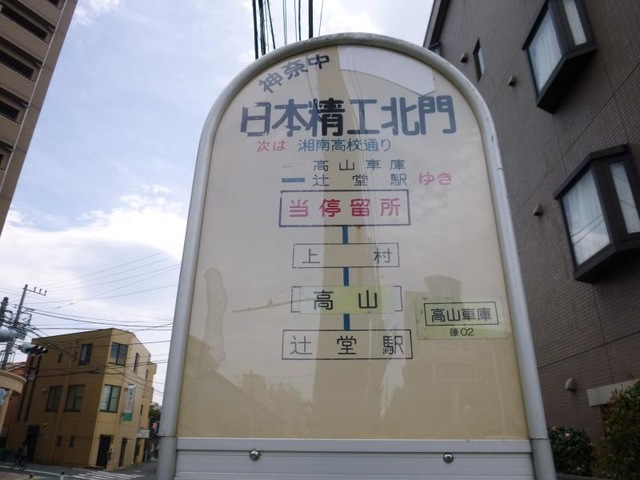 神奈中
日本精工北門
次は 湘南高校通り
高山車庫
辻堂駅 ゆき
当停留所
上村
高山
高山車庫
藤02
辻堂駅